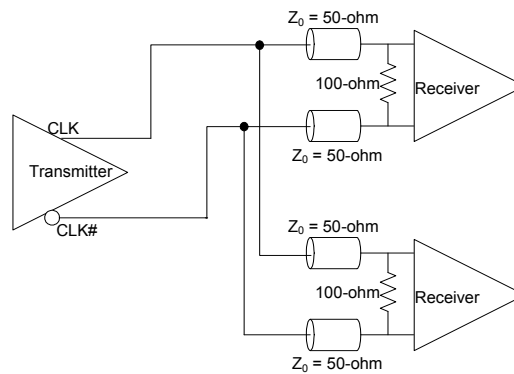 Z₀ = 50-ohm
100-ohm
Receiver
CLK
Z₀ = 50-ohm
Transmitter
CLK#
Z₀ = 50-ohm
100-ohm
Receiver
Z₀ = 50-ohm